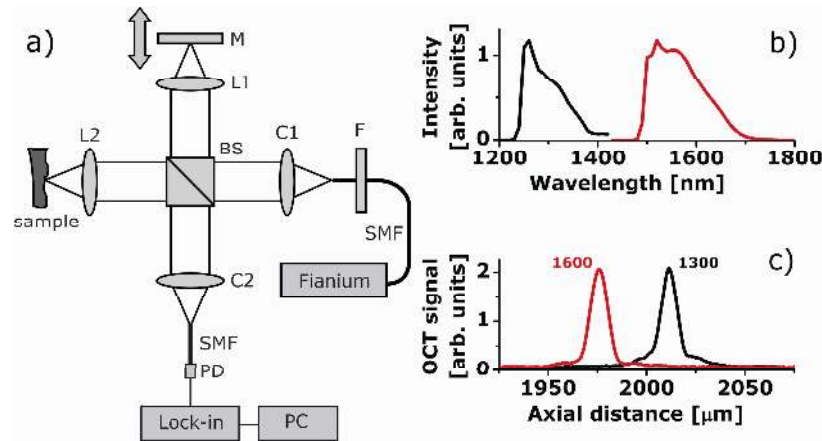 a)
M
L1
L2
BS
C1
F
sample
SMF
C2
Fianium
SMF
PD
Lock-in
PC
b)
Intensity
[arb. units]
1
0
1200
1400
1600
1800
Wavelength [nm]
c)
1600
1300
OCT signal
[arb. units]
2
1
0
1950
2000
2050
Axial distance [μm]